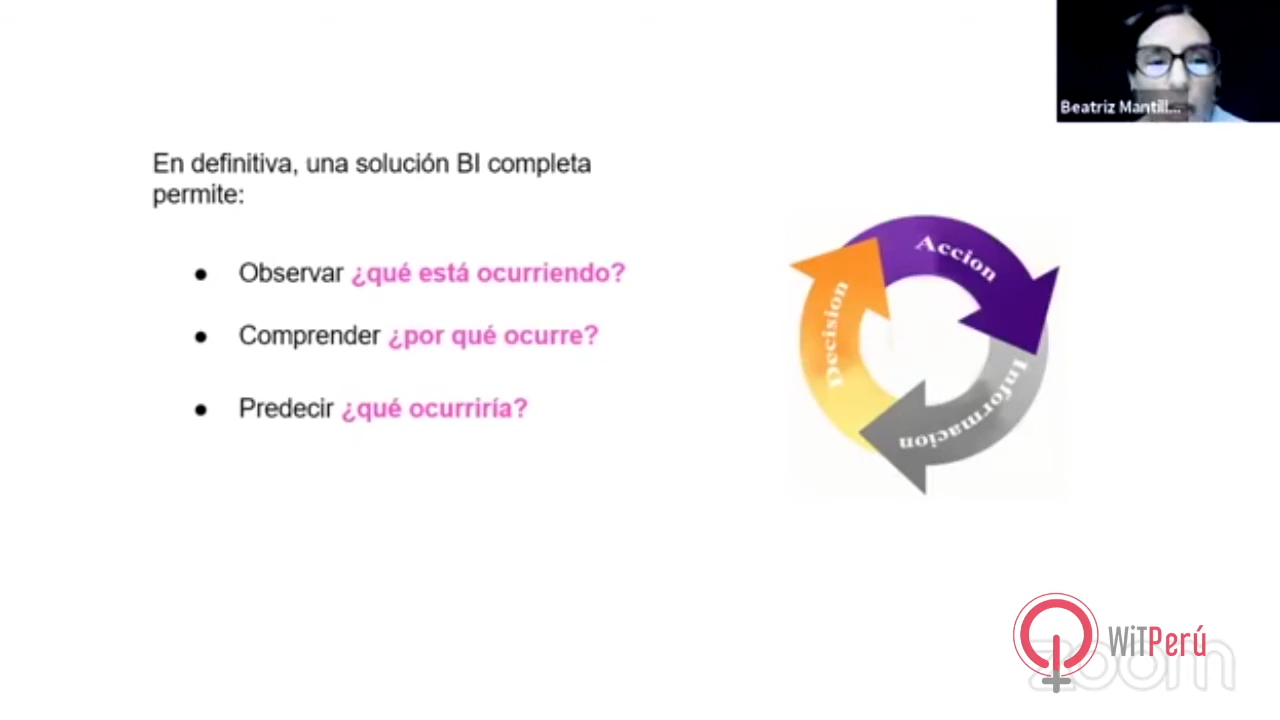 Beatriz Mantill...
En definitiva, una solución BI completa
permite:
● Observar ¿qué está ocurriendo?
● Comprender ¿por qué ocurre?
● Predecir ¿qué ocurriría?
Accion
Decision
Informacion
WiTPerú
zoom